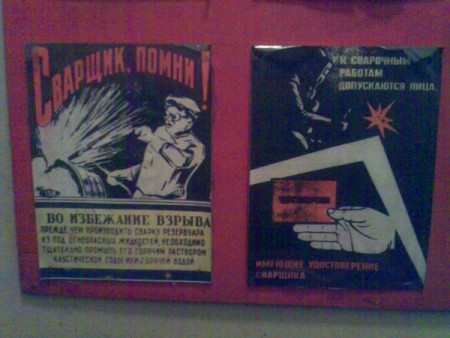 Сварщик, помни!
ВО ИЗБЕЖАНИЕ ВЗРЫВА
ПРЕЖДЕ, ЧЕМ ПРОИЗВОДИТЬ СВАРКУ РЕЗЕРВУАРА
ИЗ ПОД ОГНЕОПАСНЫХ ЖИДКОСТЕЙ, НЕОБХОДИМО
ТЩАТЕЛЬНО ПРОМЫТЬ ЕГО ГОРЯЧИМ РАСТВОРОМ
КАУСТИЧЕСКОЙ СОДЫ ИЛИ ГОРЯЧЕЙ ВОДОЙ
К СВАРОЧНЫМ
РАБОТАМ
ДОПУСКАЮТСЯ ЛИЦА,
ИМЕЮЩИЕ УДОСТОВЕРЕНИЕ
СВАРЩИКА